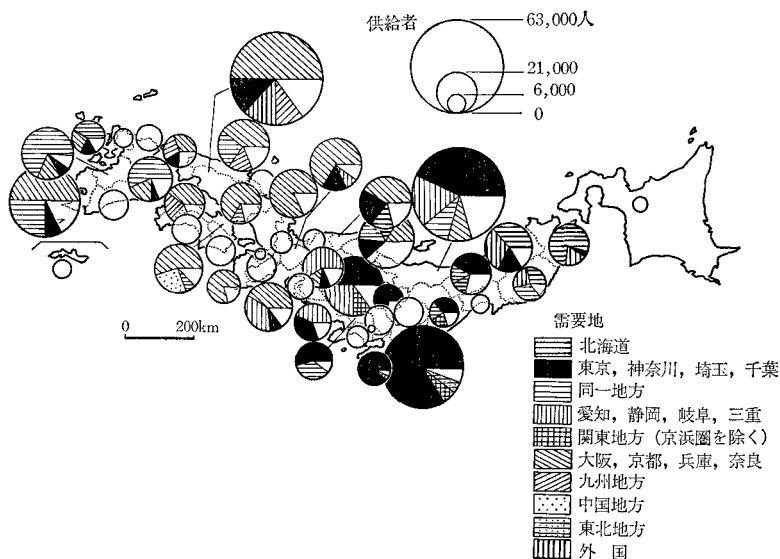 供給者
63,000人
21,000
6,000
0
0 200km
需要地
北海道
東京,神奈川,埼玉,千葉
同一地方
愛知,静岡,岐阜,三重
関東地方(京浜圏を除く)
大阪,京都,兵庫,奈良
九州地方
中国地方
東北地方
外 国